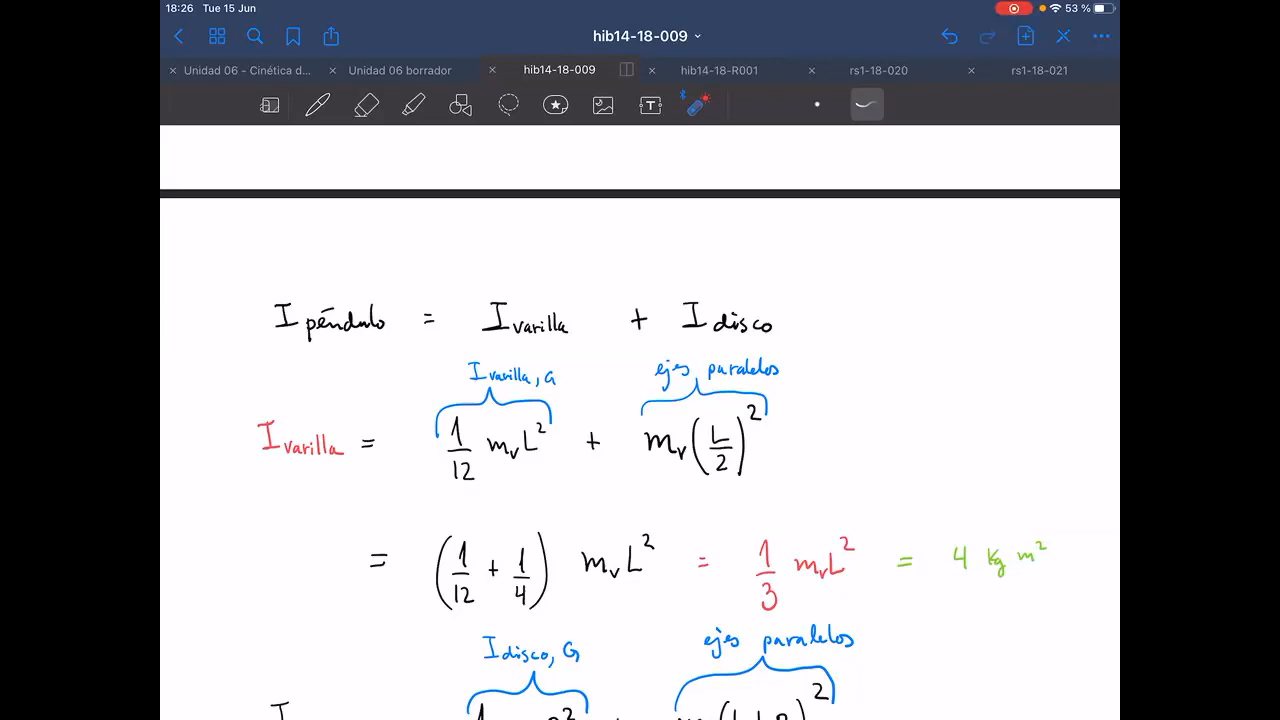 18:26 Tue 15 Jun 53 %
hib14-18-009
Unidad 06 - Cinética d... Unidad 06 borrador hib14-18-009 hib14-18-R001 rs1-18-020 rs1-18-021
I péndulo = I varilla + I disco
I varilla, G ejes paralelos
I varilla = 1/12 m_v L² + m_v (L/2)²
= (1/12 + 1/4) m_v L² = 1/3 m_v L² = 4 kg m²
I disco, G ejes paralelos